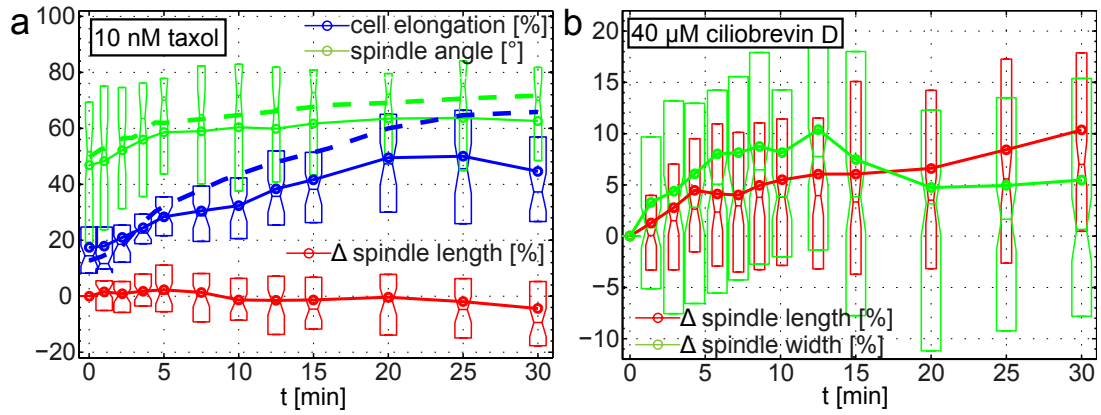 a
10 nM taxol
cell elongation [%]
spindle angle [°]
Δ spindle length [%]
100
80
60
40
20
0
−20
0 5 10 15 20 25 30
t [min]
b
40 µM ciliobrevin D
20
15
10
5
0
−5
−10
Δ spindle length [%]
Δ spindle width [%]
0 5 10 15 20 25 30
t [min]